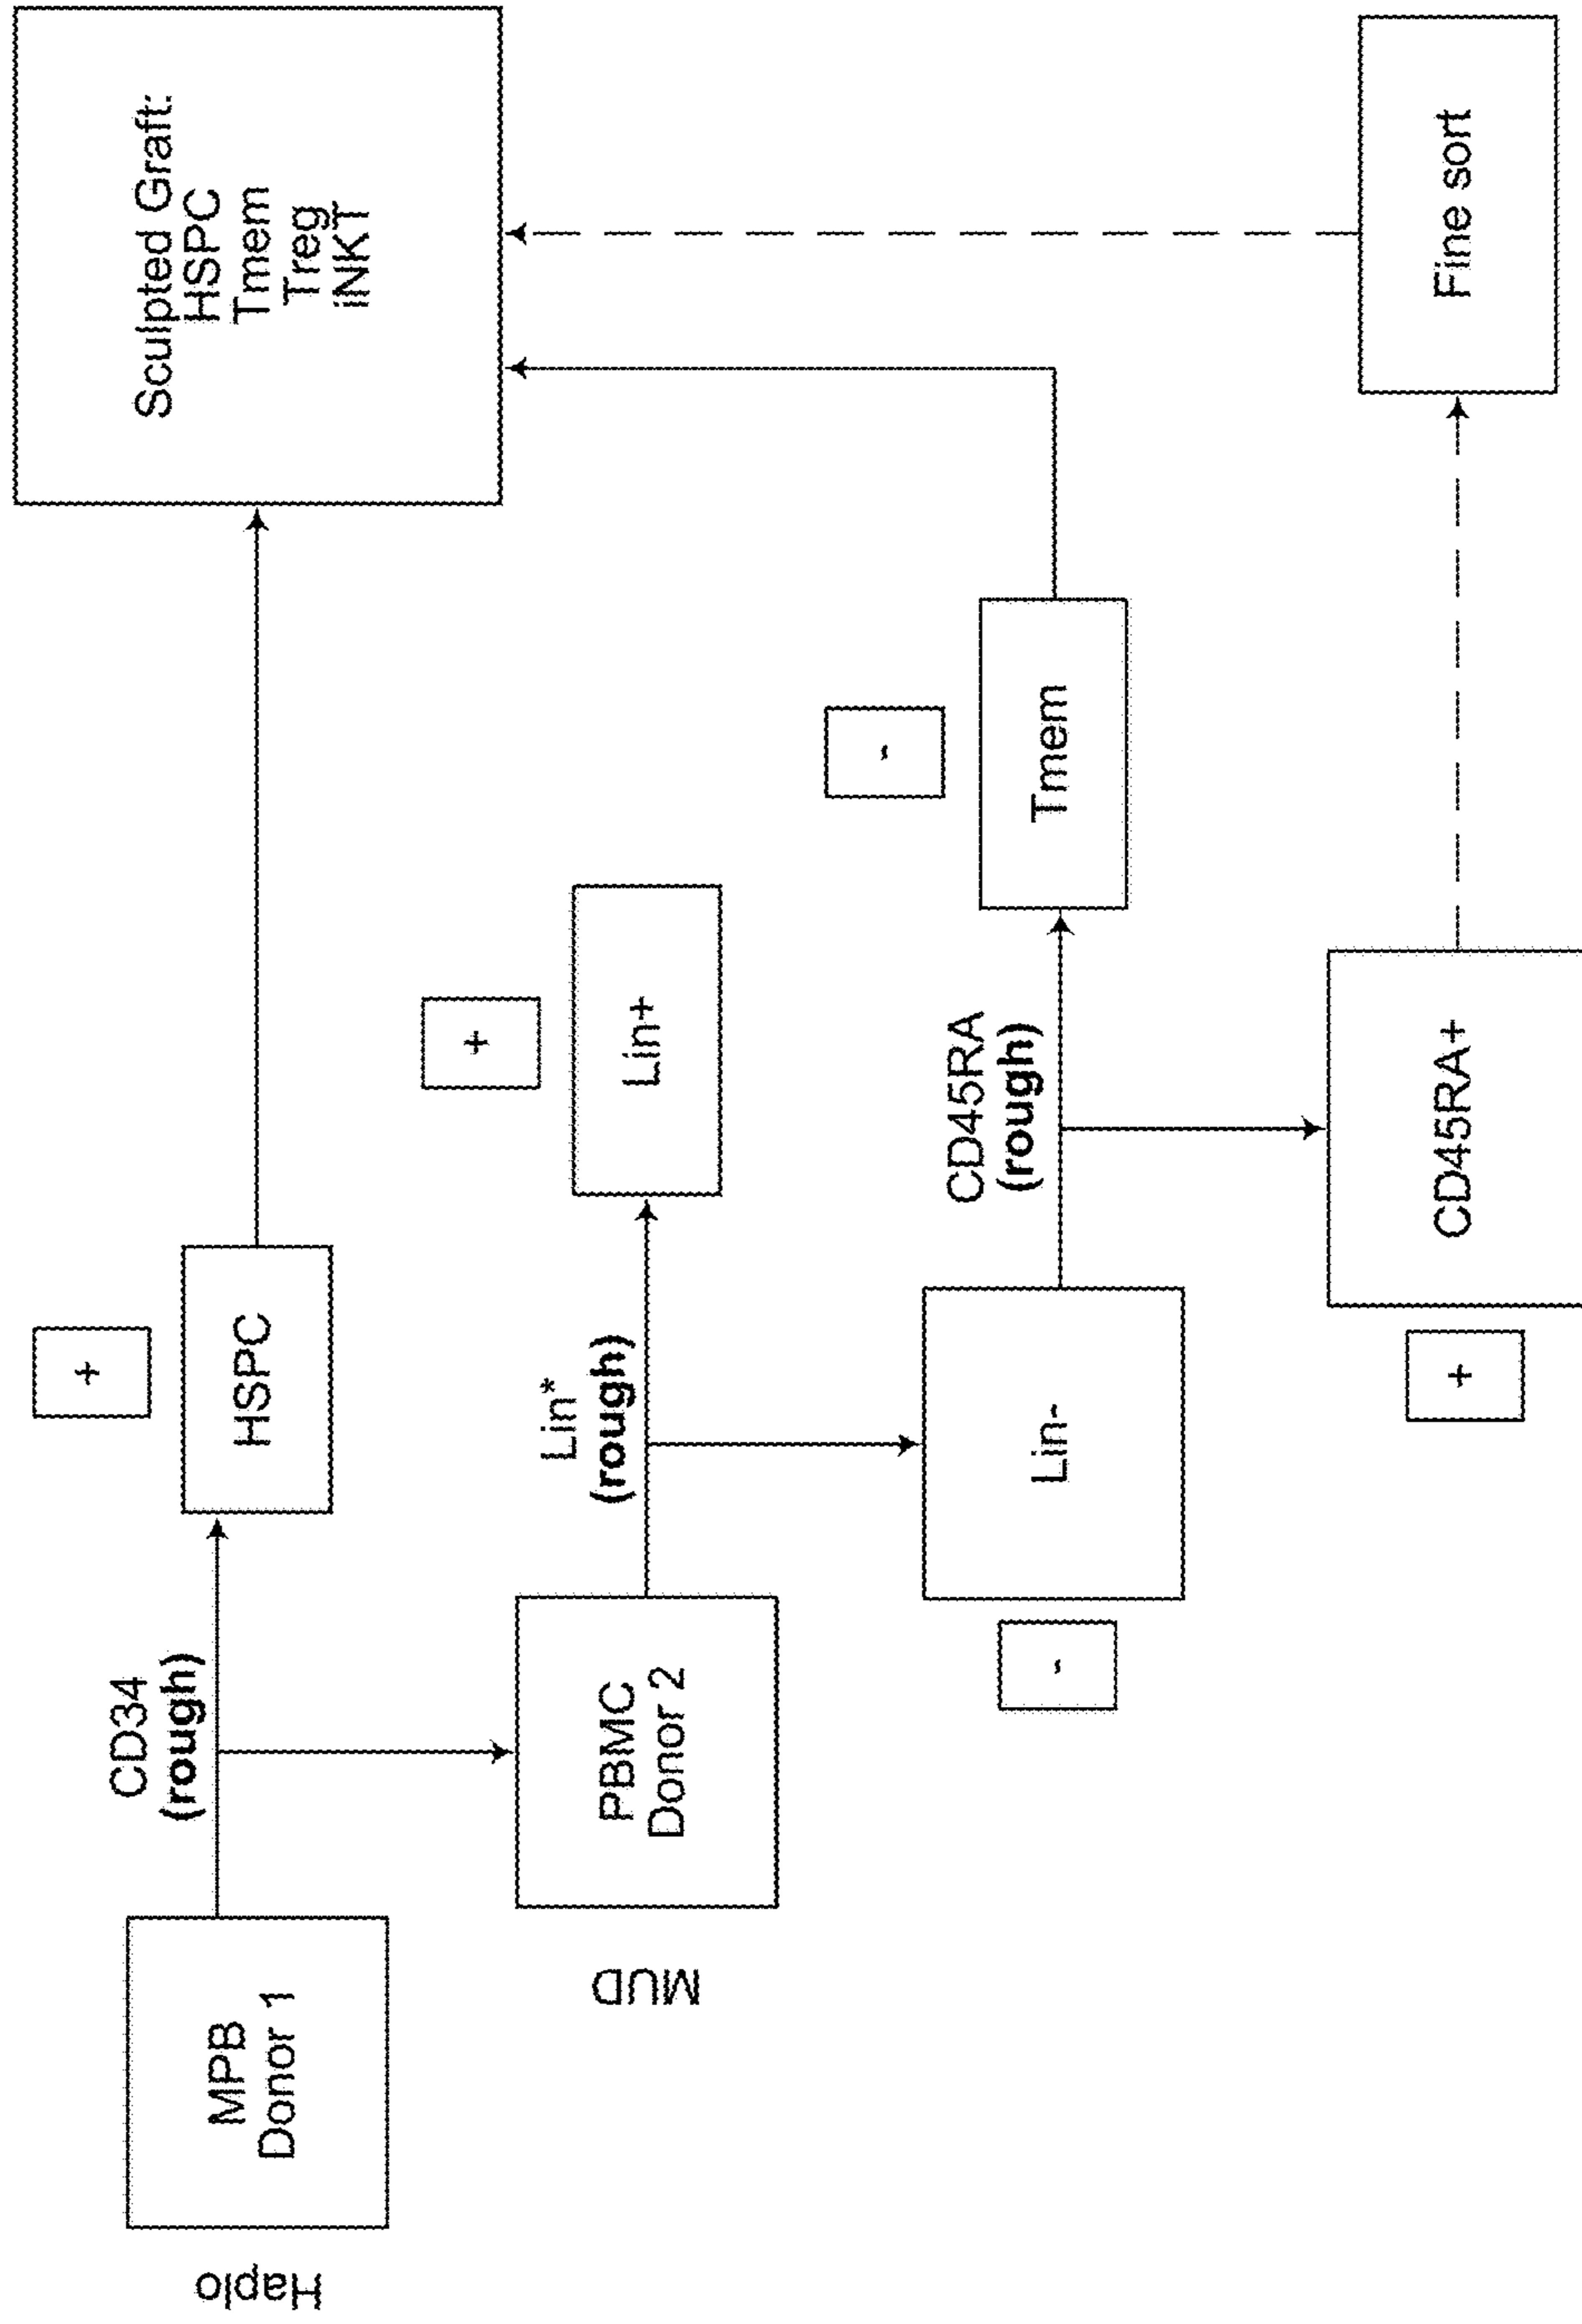 Haplo
MPB
Donor 1
CD34
(rough)
+
HSPC
Sculpted Graft:
HSPC
Tmem
Treg
iNKT
MUD
PBMC
Donor 2
Lin*
(rough)
+
Lin+
-
Lin-
CD45RA
(rough)
-
Tmem
+
CD45RA+
Fine sort